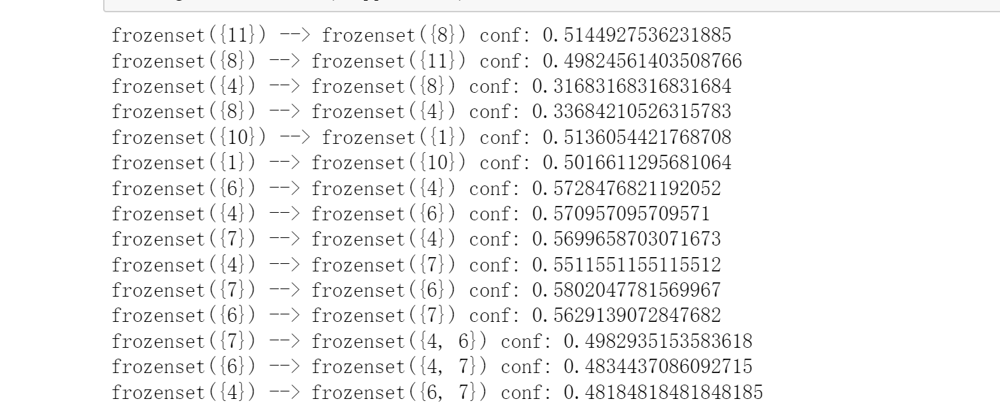 frozenset({11}) --> frozenset({8}) conf: 0.5144927536231885
frozenset({8}) --> frozenset({11}) conf: 0.49824561403508766
frozenset({4}) --> frozenset({8}) conf: 0.31683168316831684
frozenset({8}) --> frozenset({4}) conf: 0.33684210526315783
frozenset({10}) --> frozenset({1}) conf: 0.5136054421768708
frozenset({1}) --> frozenset({10}) conf: 0.5016611295681064
frozenset({6}) --> frozenset({4}) conf: 0.5728476821192052
frozenset({4}) --> frozenset({6}) conf: 0.570957095709571
frozenset({7}) --> frozenset({4}) conf: 0.5699658703071673
frozenset({4}) --> frozenset({7}) conf: 0.5511551155115512
frozenset({7}) --> frozenset({6}) conf: 0.5802047781569967
frozenset({6}) --> frozenset({7}) conf: 0.5629139072847682
frozenset({7}) --> frozenset({4, 6}) conf: 0.4982935153583618
frozenset({6}) --> frozenset({4, 7}) conf: 0.4834437086092715
frozenset({4}) --> frozenset({6, 7}) conf: 0.48184818481848185